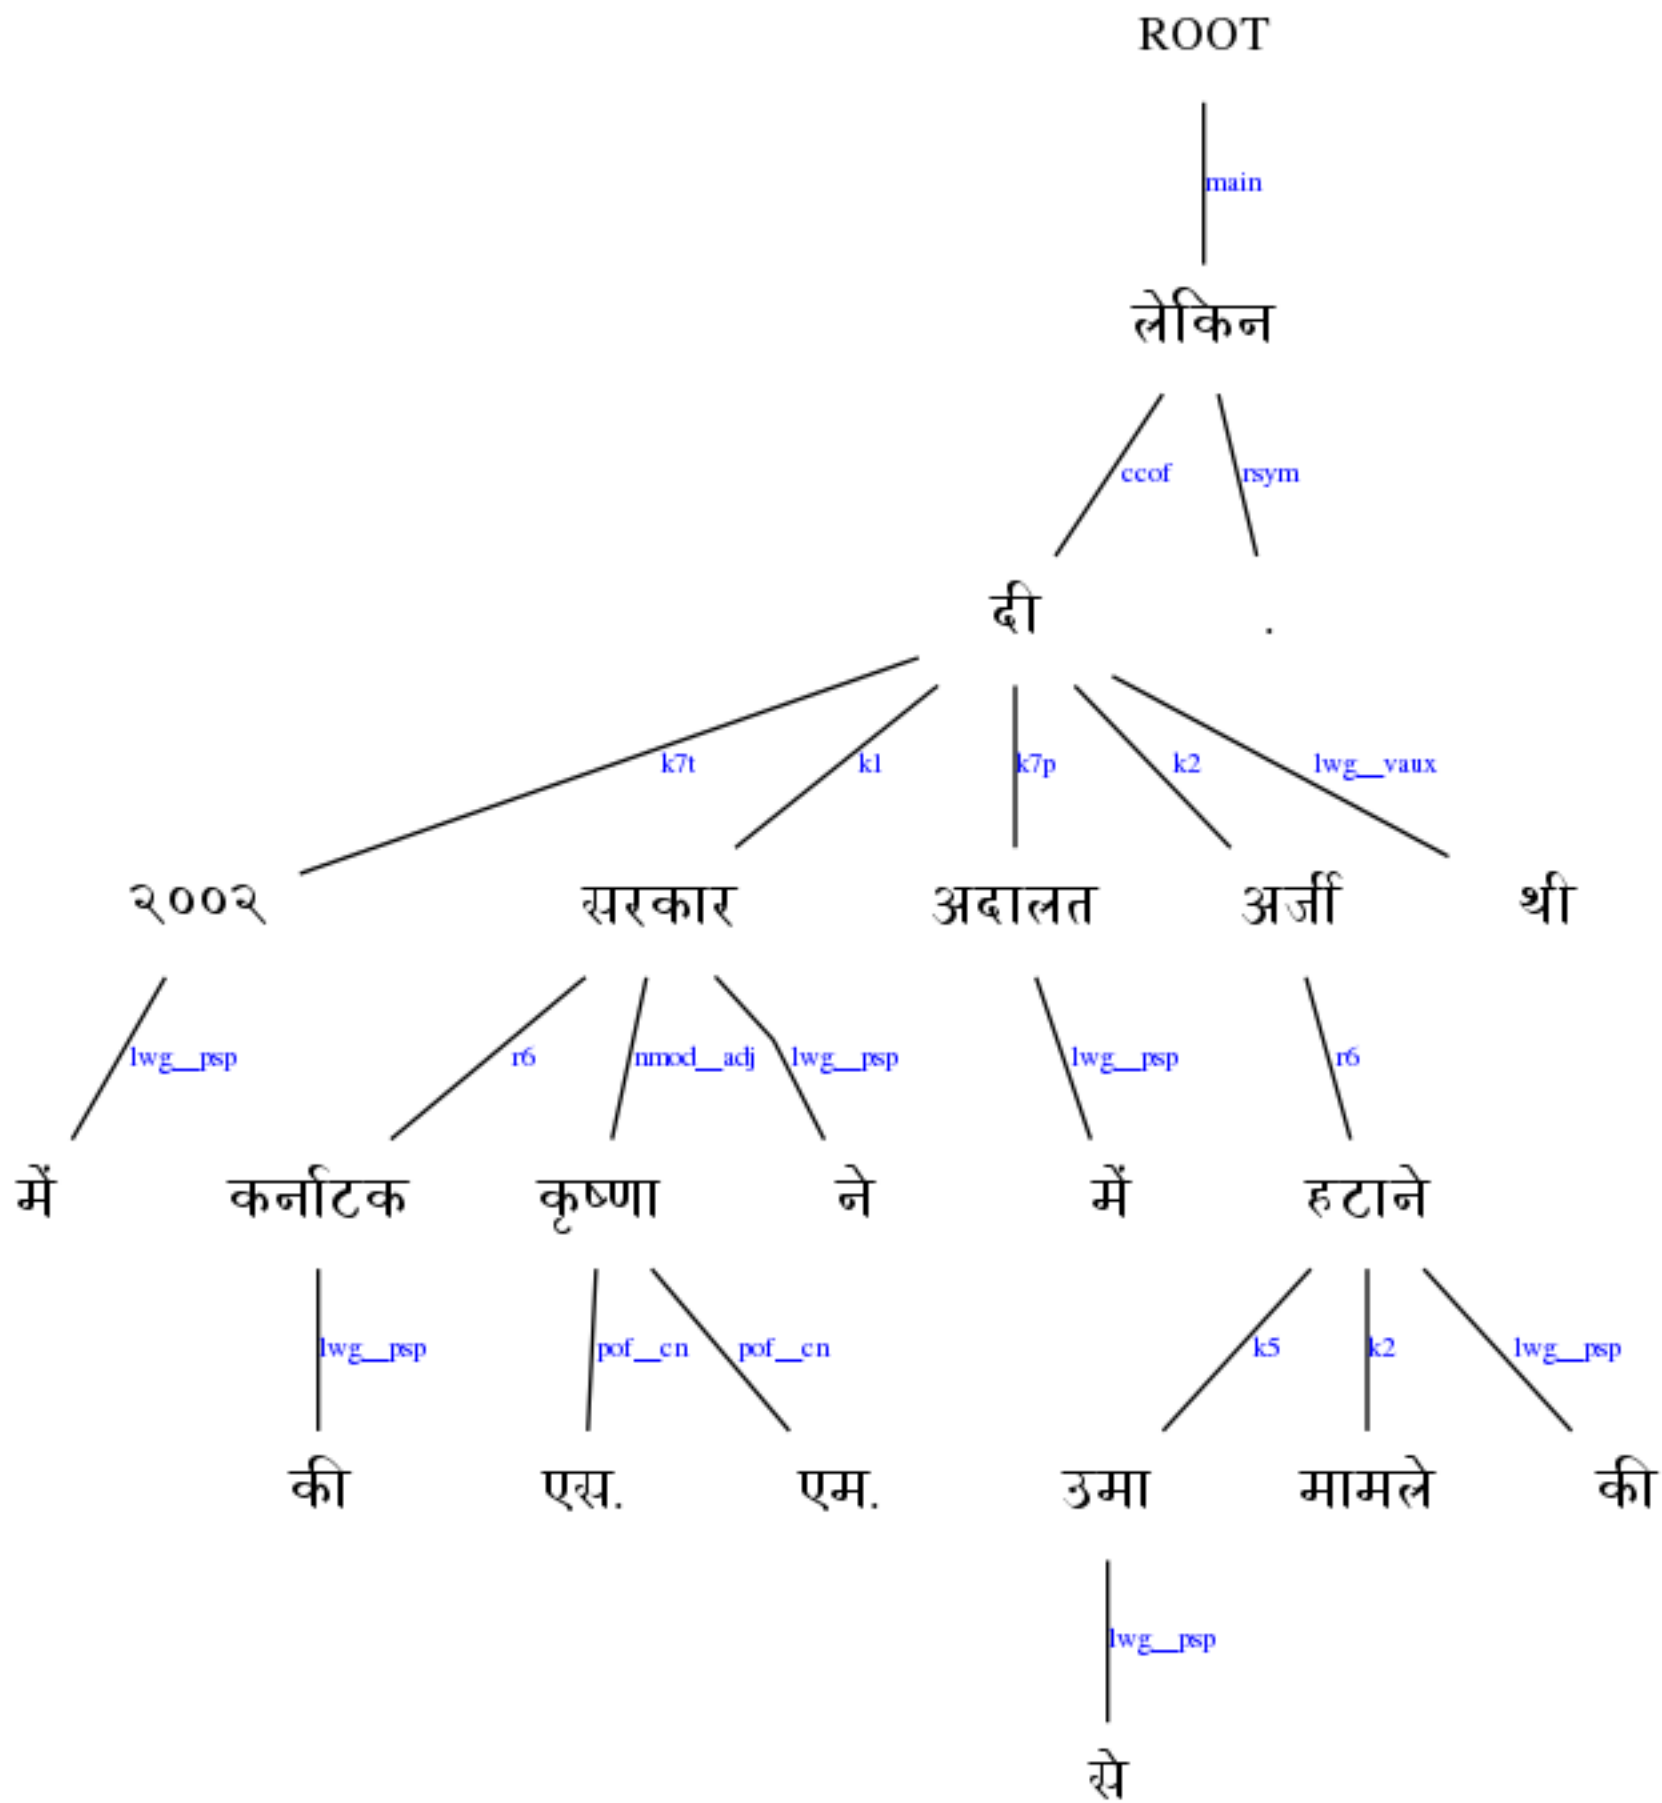 ROOT
main
लेकिन
ccof rsym
दी .
k7t k1 k7p k2 lwg__vaux
२००२ सरकार अदालत अर्जी थी
lwg__psp r6 nmod__adj lwg__psp lwg__psp r6
में कर्नाटक कृष्णा ने में हटाने
lwg__psp pof__cn pof__cn k5 k2 lwg__psp
की एस. एम. उमा मामले की
lwg__psp
से